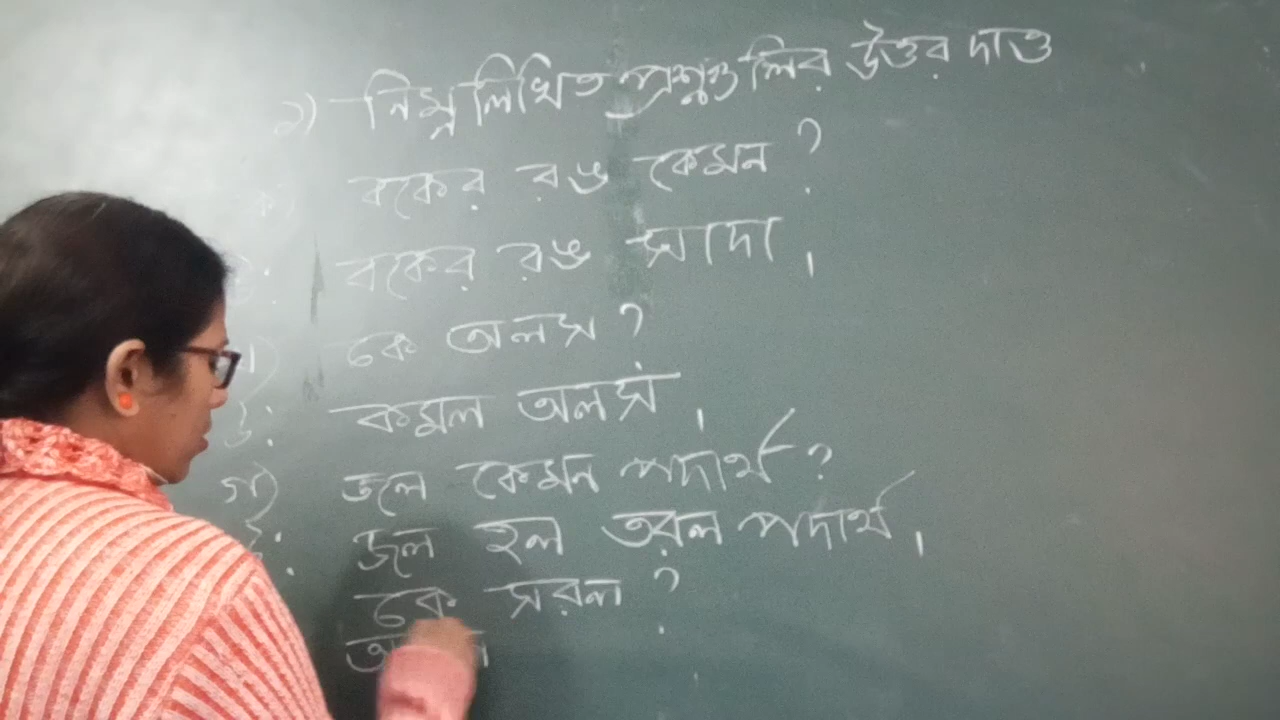 ১) নিম্নলিখিত প্রশ্নগুলির উত্তর দাও
ক) বকের রঙ কেমন?
উ: বকের রঙ সাদা।
কে অলস?
উ: কমল অলস।
গ) জল কেমন পদার্থ?
উ: জল হল তরল পদার্থ।
কে সরল?